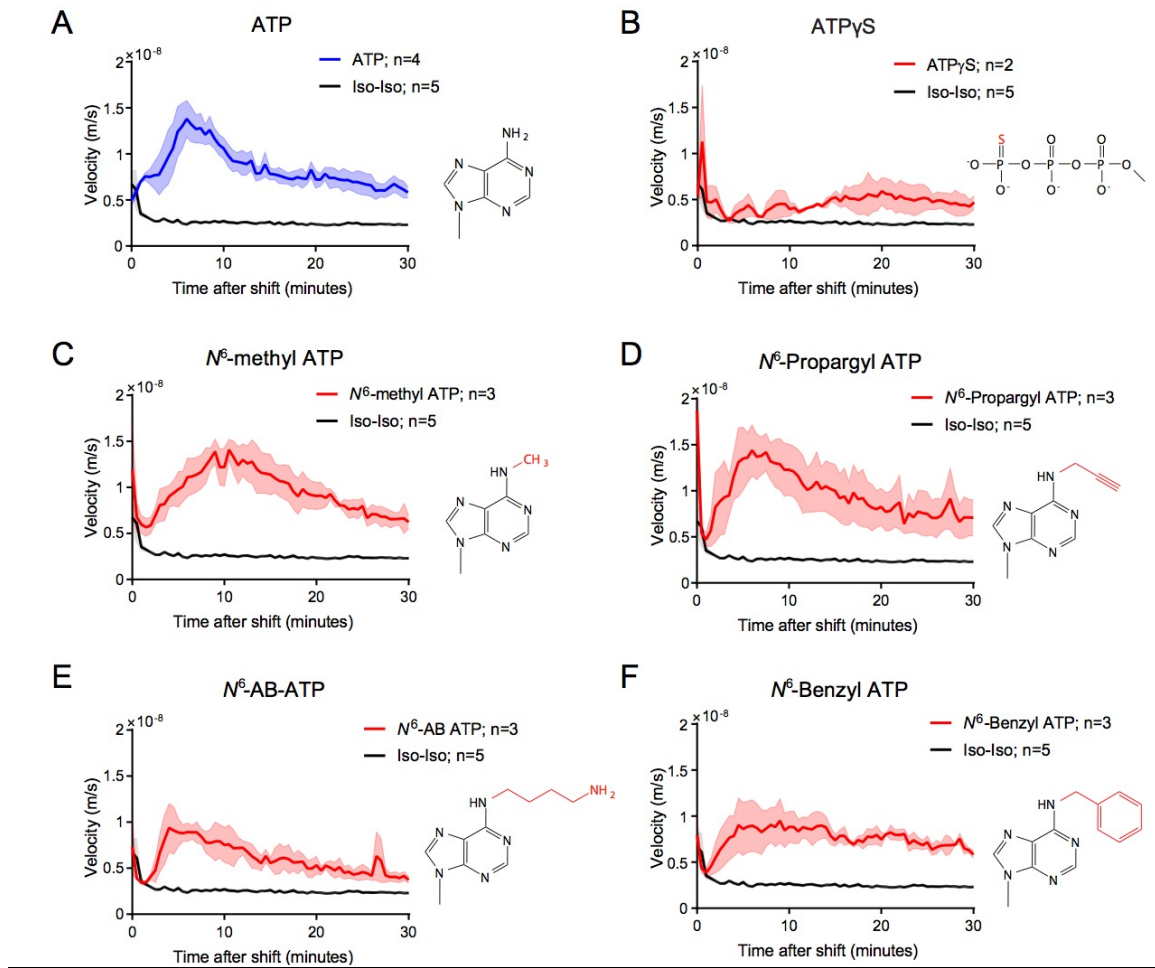 A
ATP
×10-8
2
1.5
1
0.5
0
Velocity (m/s)
ATP; n=4
Iso-Iso; n=5
0
10
20
30
Time after shift (minutes)
NH2
N
N
N
N
B
ATPγS
×10-8
2
1.5
1
0.5
0
Velocity (m/s)
ATPγS; n=2
Iso-Iso; n=5
0
10
20
30
Time after shift (minutes)
S
O
O
-O
P
O
P
O
P
O
O-
O-
O-
C
N6-methyl ATP
×10-8
2
1.5
1
0.5
0
Velocity (m/s)
N6-methyl ATP; n=3
Iso-Iso; n=5
0
10
20
30
Time after shift (minutes)
HN
CH3
N
N
N
N
D
N6-Propargyl ATP
×10-8
2
1.5
1
0.5
0
Velocity (m/s)
N6-Propargyl ATP; n=3
Iso-Iso; n=5
0
10
20
30
Time after shift (minutes)
HN
N
N
N
N
E
N6-AB-ATP
×10-8
2
1.5
1
0.5
0
Velocity (m/s)
N6-AB ATP; n=3
Iso-Iso; n=5
0
10
20
30
Time after shift (minutes)
HN
NH2
N
N
N
N
F
N6-Benzyl ATP
×10-8
2
1.5
1
0.5
0
Velocity (m/s)
N6-Benzyl ATP; n=3
Iso-Iso; n=5
0
10
20
30
Time after shift (minutes)
HN
N
N
N
N